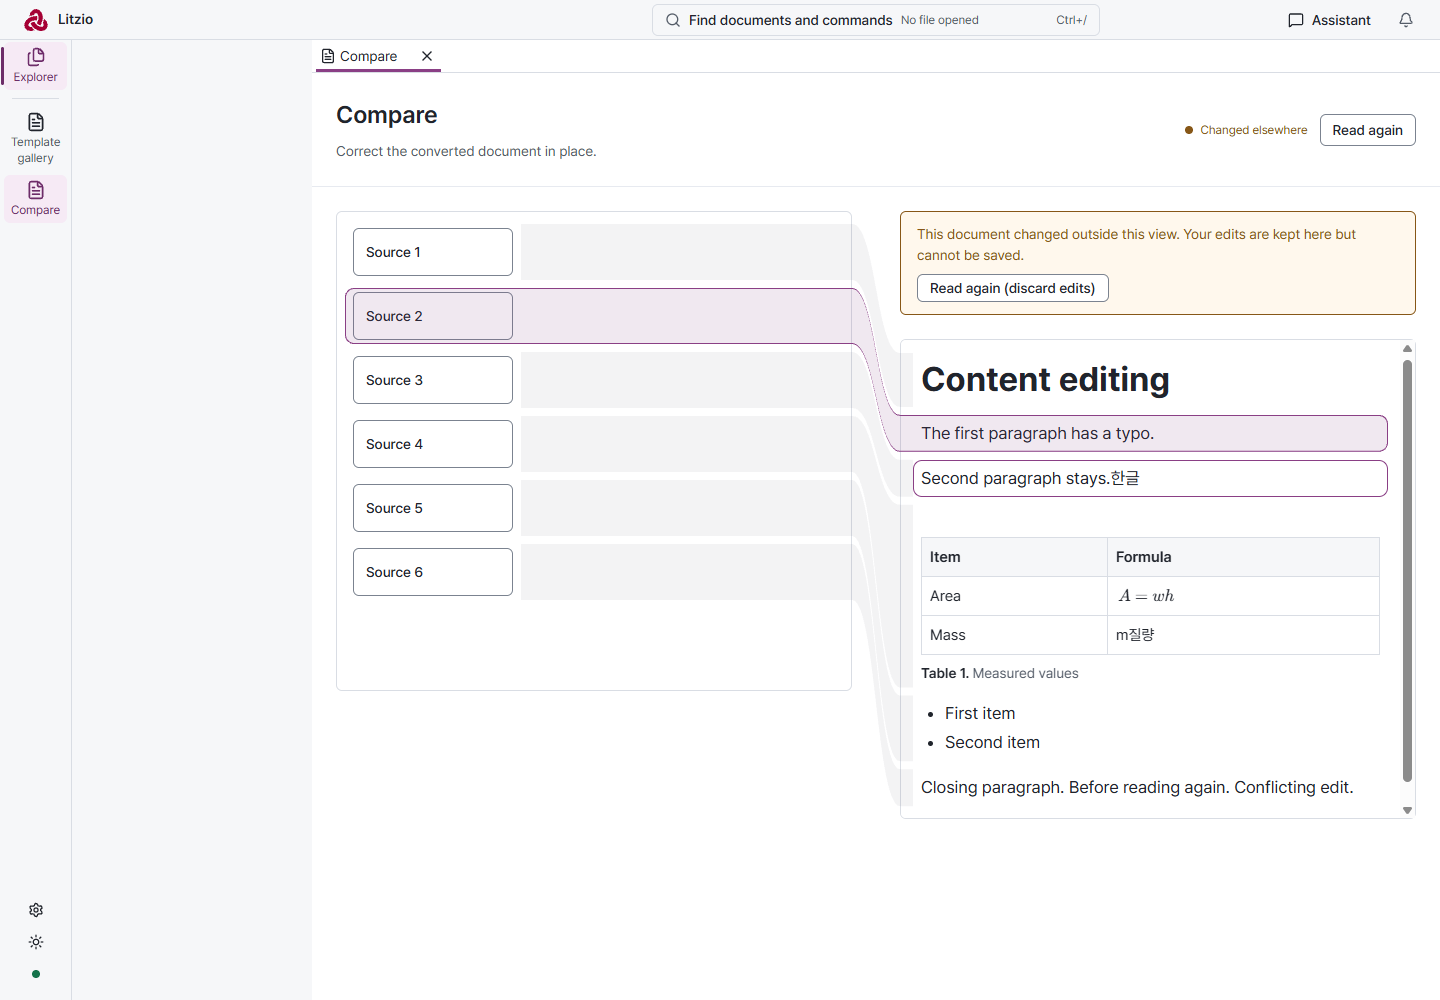 Litzio
Find documents and commands No file opened Ctrl+/
Assistant
Explorer
Template
gallery
Compare
Compare
Compare
Correct the converted document in place.
Changed elsewhere
Read again
Source 1
Source 2
Source 3
Source 4
Source 5
Source 6
This document changed outside this view. Your edits are kept here but
cannot be saved.
Read again (discard edits)
Content editing
The first paragraph has a typo.
Second paragraph stays.한글
Item Formula
Area A = wh
Mass m질량
Table 1. Measured values
• First item
• Second item
Closing paragraph. Before reading again. Conflicting edit.